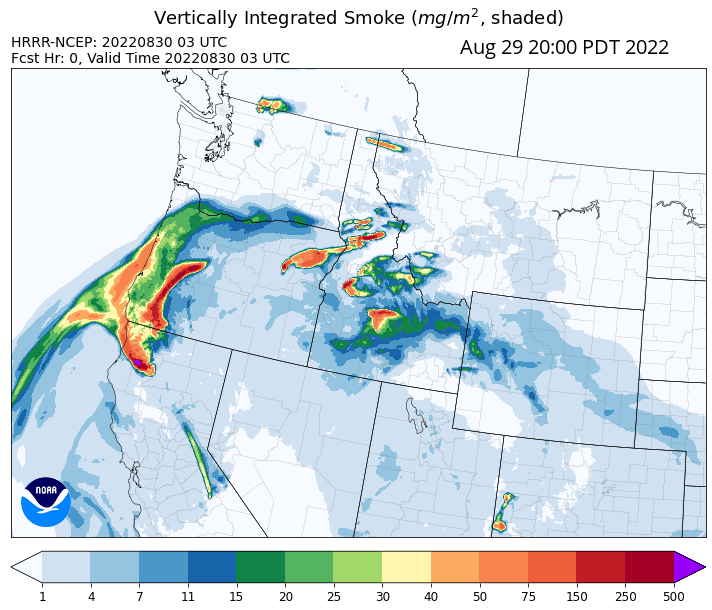 Vertically Integrated Smoke (mg/m², shaded)
HRRR-NCEP: 20220830 03 UTC
Aug 29 20:00 PDT 2022
Fcst Hr: 0, Valid Time 20220830 03 UTC
NOAA
1 4 7 11 15 20 25 30 40 50 75 150 250 500